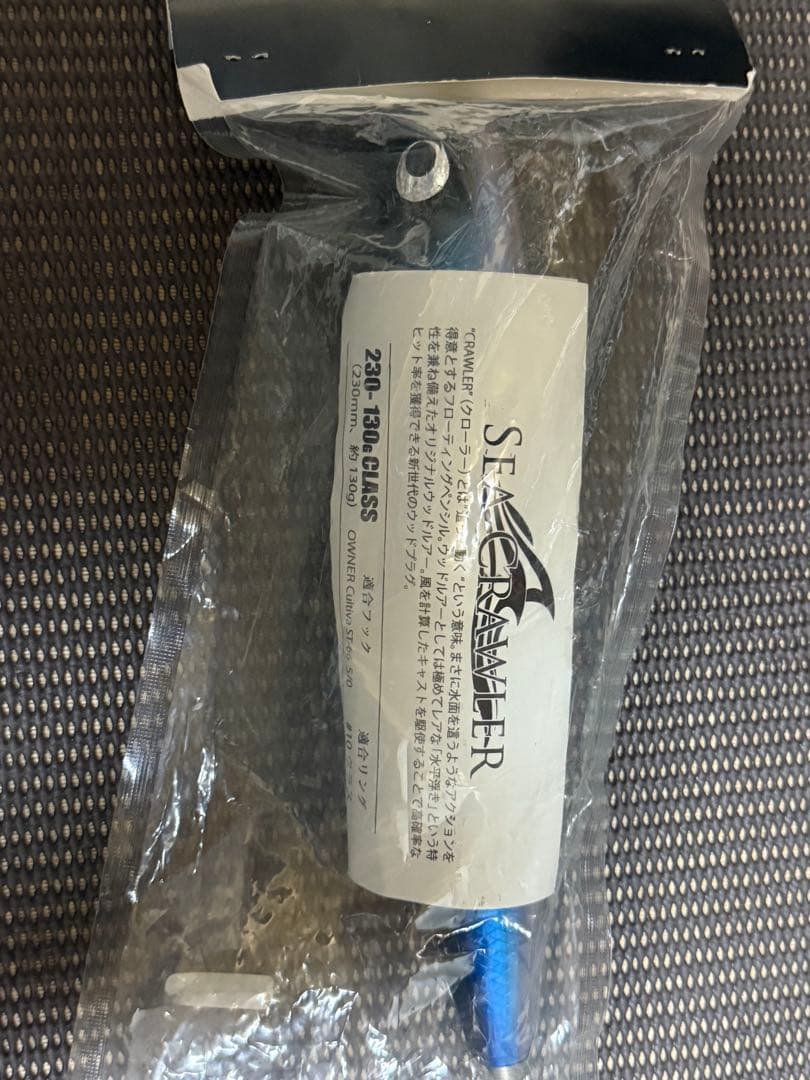 SEA CRAWLER
"CRAWLER"(クローラー)とは"這 動く"という意味。まさに水面を這うようなアクションを
得意とするフローティングペンシル。ウッドルアーとしては極めてレアな「水平浮き」という特
性を兼ね備えたオリジナルウッドルアー。風を計算したキャストを駆使することで高確率な
ヒット率を獲得できる新世代のウッドプラグ。
230-130g CLASS 適合フック 適合リング
(230mm、約130g) OWNER Cultiva ST-66 5/0 #10